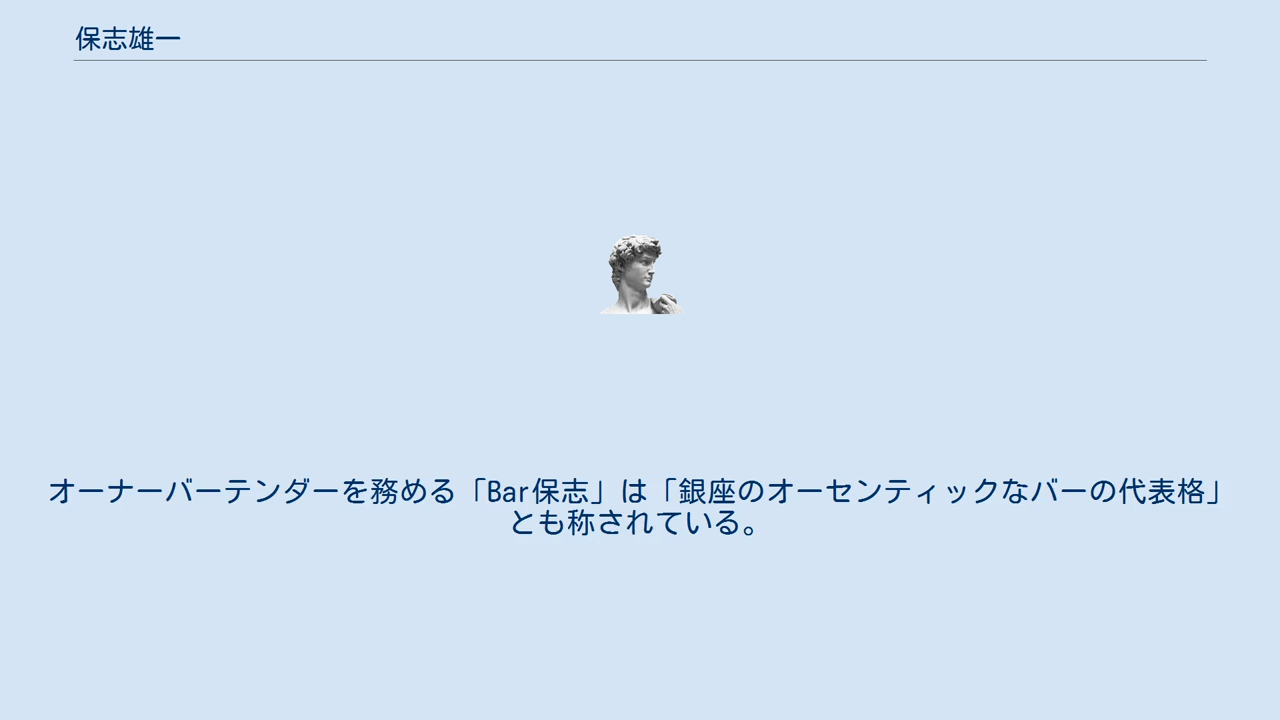 保志雄一
オーナーバーテンダーを務める「Bar保志」は「銀座のオーセンティックなバーの代表格」
とも称されている。